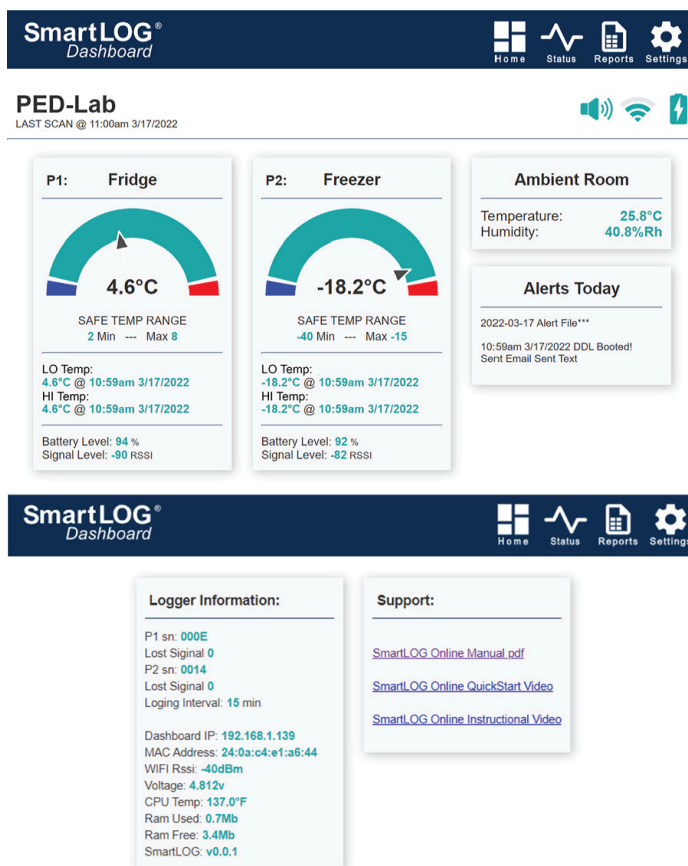 SmartLOG®
Dashboard
Home Status Reports Settings
PED-Lab
LAST SCAN @ 11:00am 3/17/2022
P1: Fridge
4.6°C
SAFE TEMP RANGE
2 Min --- Max 8
LO Temp:
4.6°C @ 10:59am 3/17/2022
HI Temp:
4.6°C @ 10:59am 3/17/2022
Battery Level: 94 %
Signal Level: -90 RSSI
P2: Freezer
-18.2°C
SAFE TEMP RANGE
-40 Min --- Max -15
LO Temp:
-18.2°C @ 10:59am 3/17/2022
HI Temp:
-18.2°C @ 10:59am 3/17/2022
Battery Level: 92 %
Signal Level: -82 RSSI
Ambient Room
Temperature: 25.8°C
Humidity: 40.8%Rh
Alerts Today
2022-03-17 Alert File***
10:59am 3/17/2022 DDL Booted!
Sent Email Sent Text
SmartLOG®
Dashboard
Home Status Reports Settings
Logger Information:
P1 sn: 000E
Lost Siginal 0
P2 sn: 0014
Lost Siginal 0
Loging Interval: 15 min
Dashboard IP: 192.168.1.139
MAC Address: 24:0a:c4:e1:a6:44
WIFI Rssi: -40dBm
Voltage: 4.812v
CPU Temp: 137.0°F
Ram Used: 0.7Mb
Ram Free: 3.4Mb
SmartLOG: v0.0.1
Support:
SmartLOG Online Manual pdf
SmartLOG Online QuickStart Video
SmartLOG Online Instructional Video